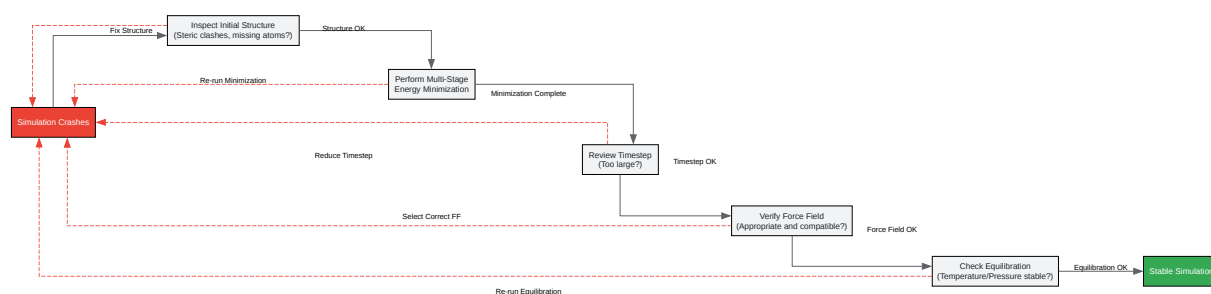 Inspect Initial Structure
(Steric clashes, missing atoms?)
Fix Structure
Structure OK
Perform Multi-Stage
Energy Minimization
Re-run Minimization
Minimization Complete
Simulation Crashes
Reduce Timestep
Review Timestep
(Too large?)
Timestep OK
Select Correct FF
Verify Force Field
(Appropriate and compatible?)
Force Field OK
Check Equilibration
(Temperature/Pressure stable?)
Equilibration OK
Stable Simulation
Re-run Equilibration